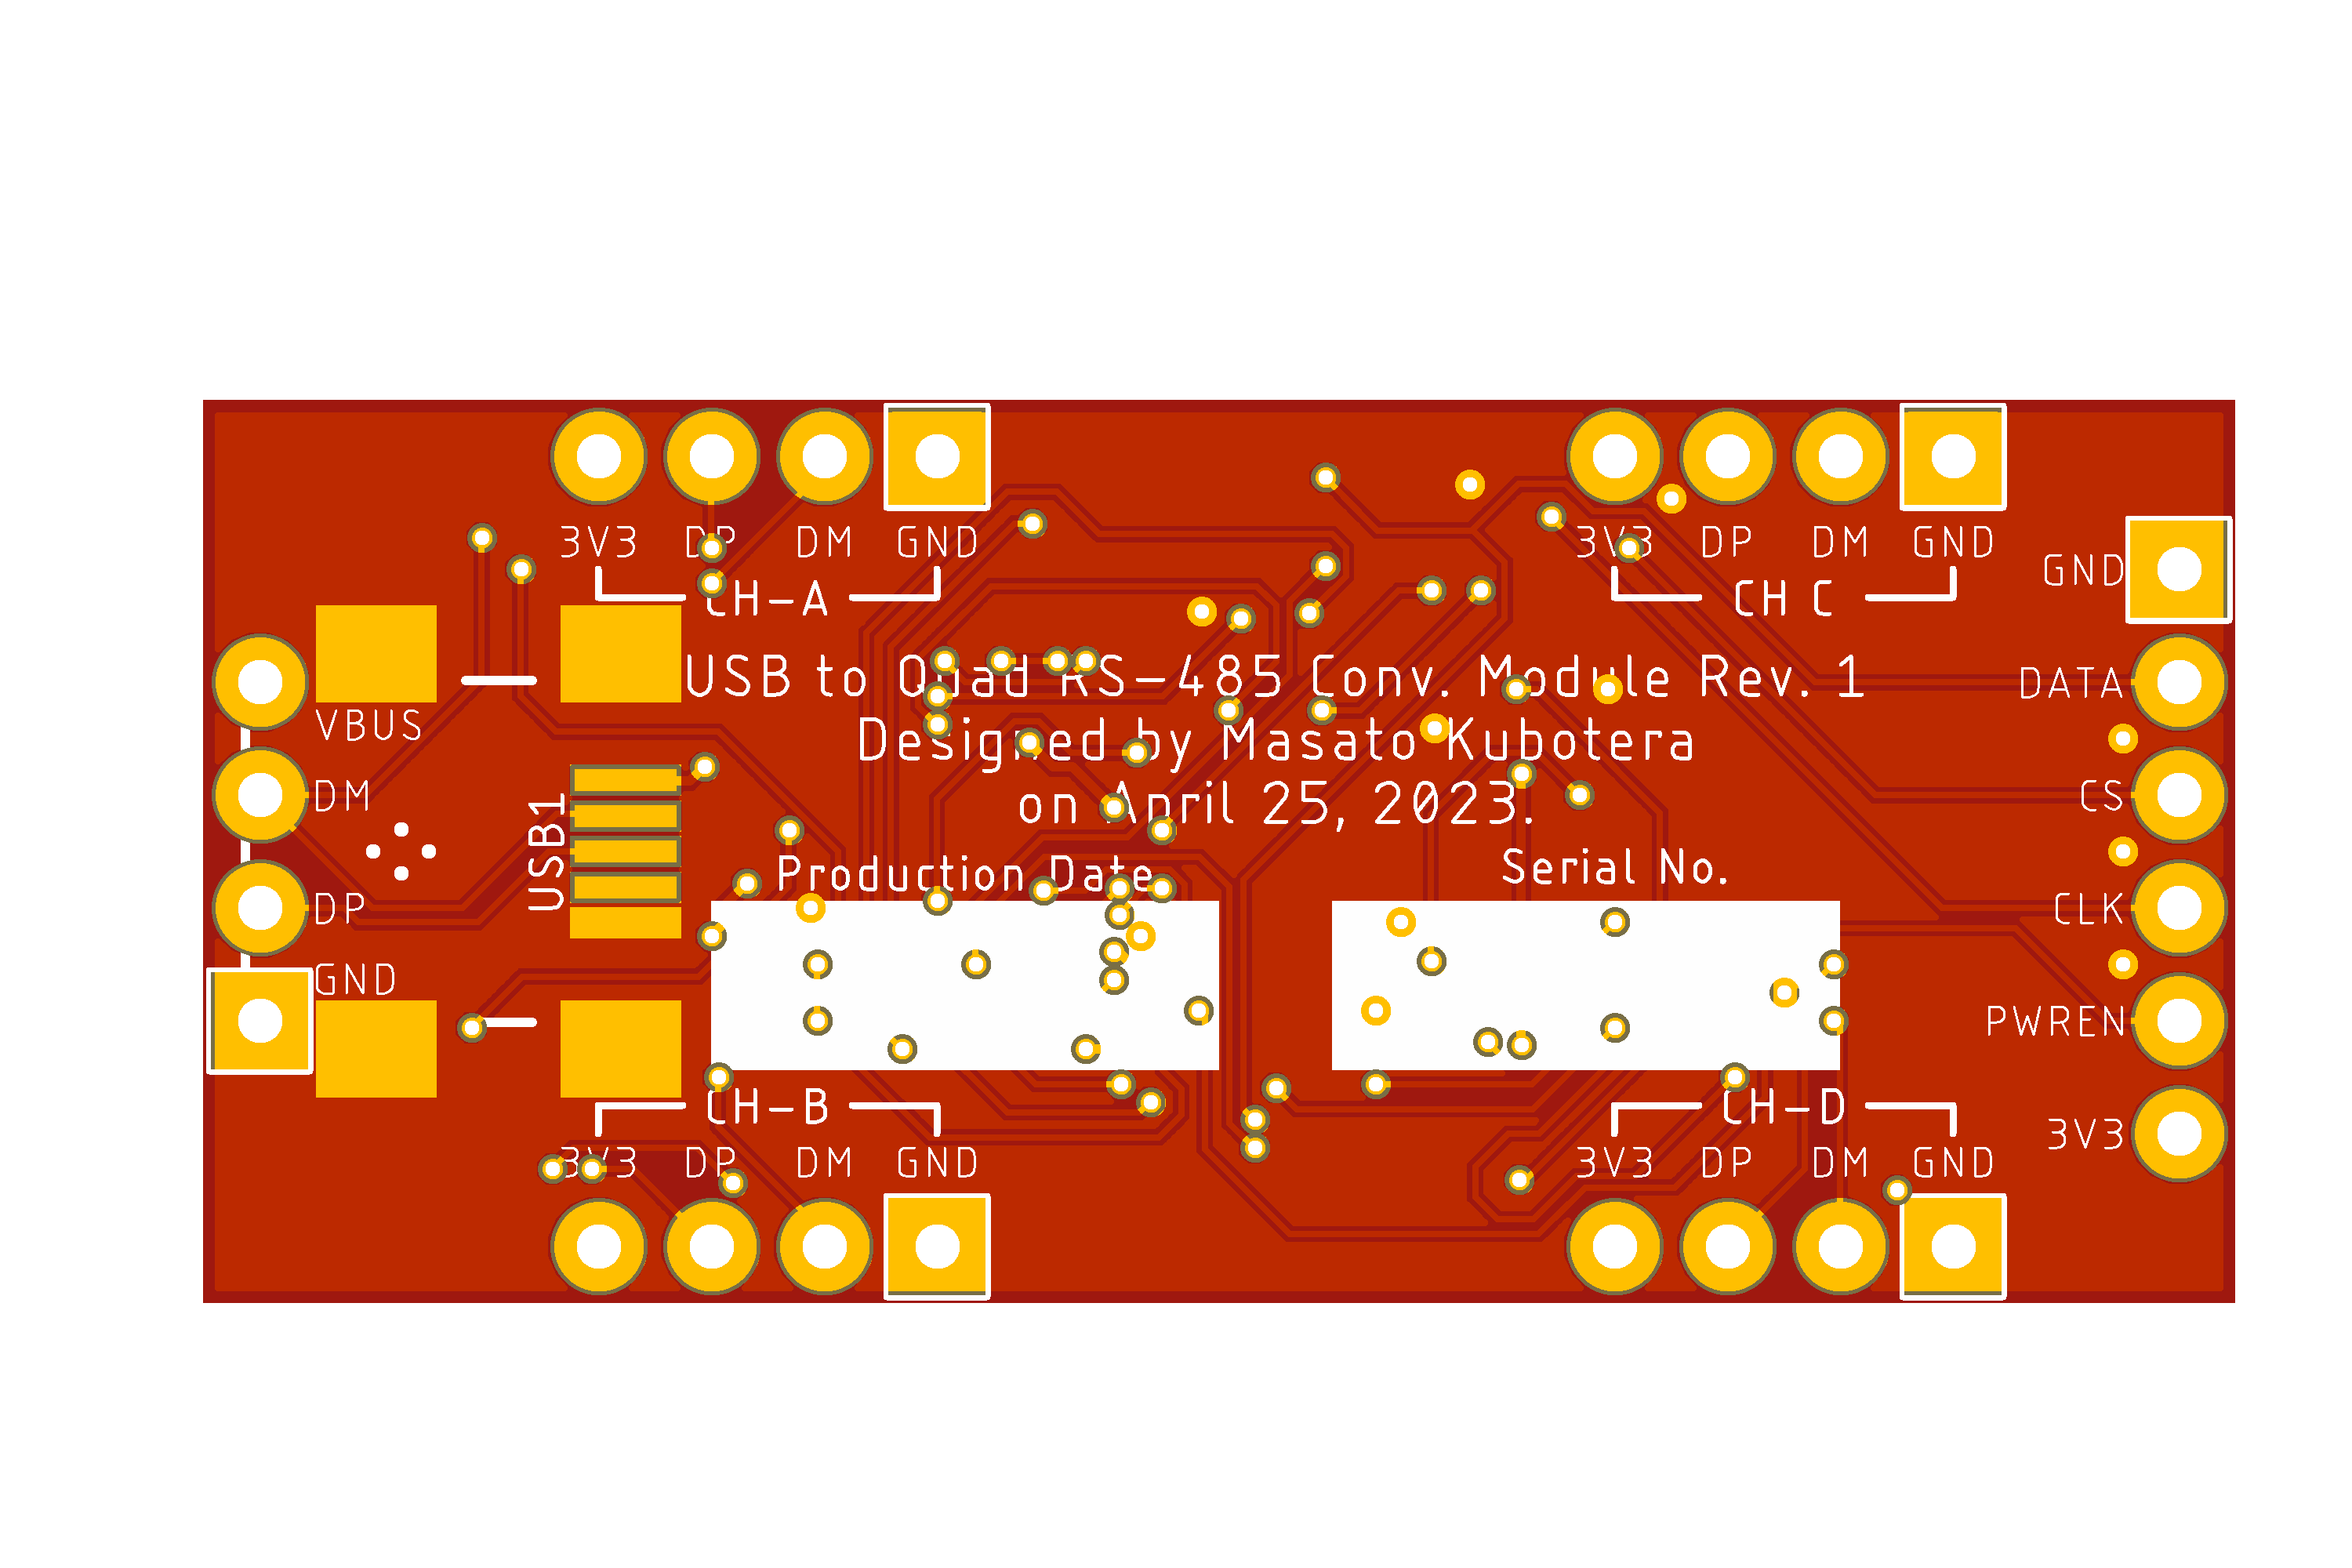 3V3 DP DM GND
CH-A
3V3 DP DM GND
CH C
GND
DATA
CS
CLK
PWREN
3V3
VBUS
DM
DP
GND
USB1
USB to Quad RS-485 Conv. Module Rev. 1
Designed by Masato Kubotera
on April 25, 2023.
Production Date
Serial No.
CH-B
3V3 DP DM GND
CH-D
3V3 DP DM GND